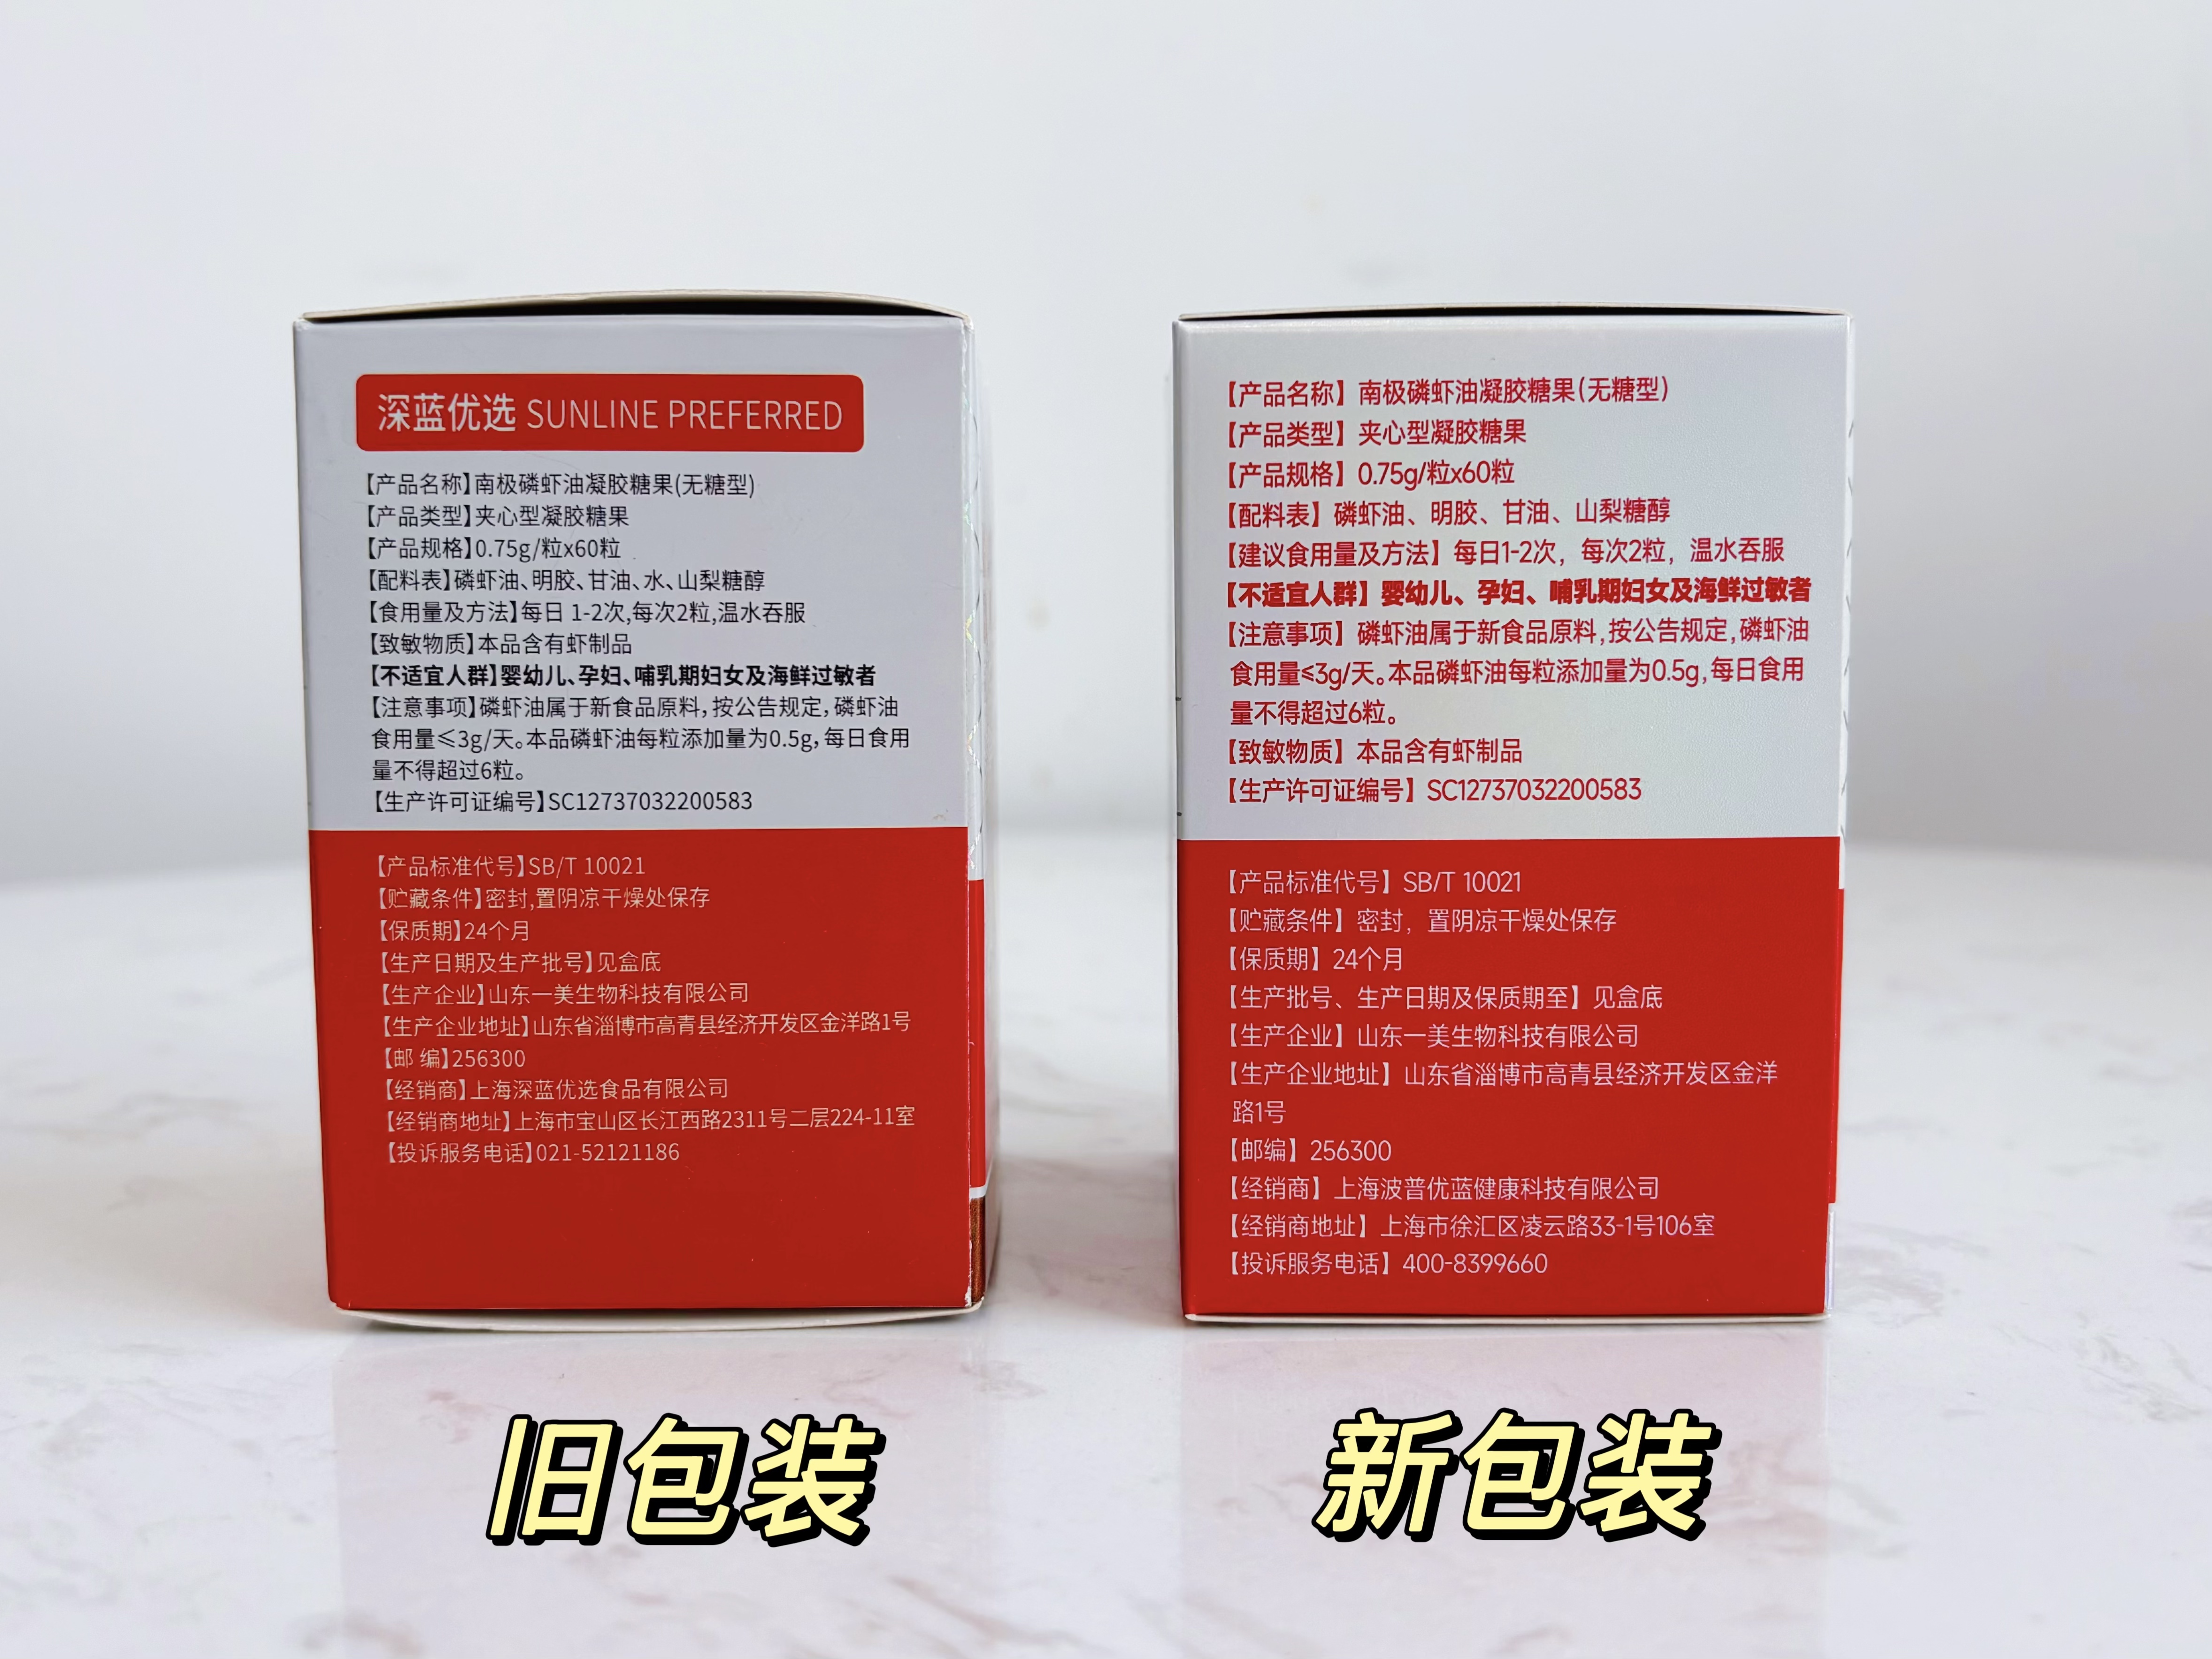 深蓝优选 SUNLINE PREFERRED
【产品名称】南极磷虾油凝胶糖果(无糖型)
【产品类型】夹心型凝胶糖果
【产品规格】0.75g/粒x60粒
【配料表】磷虾油、明胶、甘油、水、山梨糖醇
【食用量及方法】每日 1-2次,每次2粒,温水吞服
【致敏物质】本品含有虾制品
【不适宜人群】婴幼儿、孕妇、哺乳期妇女及海鲜过敏者
【注意事项】磷虾油属于新食品原料,按公告规定,磷虾油
食用量≤3g/天。本品磷虾油每粒添加量为0.5g,每日食用
量不得超过6粒。
【生产许可证编号】SC12737032200583
【产品标准代号】SB/T 10021
【贮藏条件】密封,置阴凉干燥处保存
【保质期】24个月
【生产日期及生产批号】见盒底
【生产企业】山东一美生物科技有限公司
【生产企业地址】山东省淄博市高青县经济开发区金洋路1号
【邮 编】256300
【经销商】上海深蓝优选食品有限公司
【经销商地址】上海市宝山区长江西路2311号二层224-11室
【投诉服务电话】021-52121186
旧包装
【产品名称】南极磷虾油凝胶糖果(无糖型)
【产品类型】夹心型凝胶糖果
【产品规格】0.75g/粒x60粒
【配料表】磷虾油、明胶、甘油、山梨糖醇
【建议食用量及方法】每日1-2次，每次2粒，温水吞服
【不适宜人群】婴幼儿、孕妇、哺乳期妇女及海鲜过敏者
【注意事项】磷虾油属于新食品原料,按公告规定,磷虾油
食用量≤3g/天。本品磷虾油每粒添加量为0.5g,每日食用
量不得超过6粒。
【致敏物质】本品含有虾制品
【生产许可证编号】SC12737032200583
【产品标准代号】SB/T 10021
【贮藏条件】密封，置阴凉干燥处保存
【保质期】24个月
【生产批号、生产日期及保质期至】见盒底
【生产企业】山东一美生物科技有限公司
【生产企业地址】山东省淄博市高青县经济开发区金洋
路1号
【邮编】256300
【经销商】上海波普优蓝健康科技有限公司
【经销商地址】上海市徐汇区凌云路33-1号106室
【投诉服务电话】400-8399660
新包装